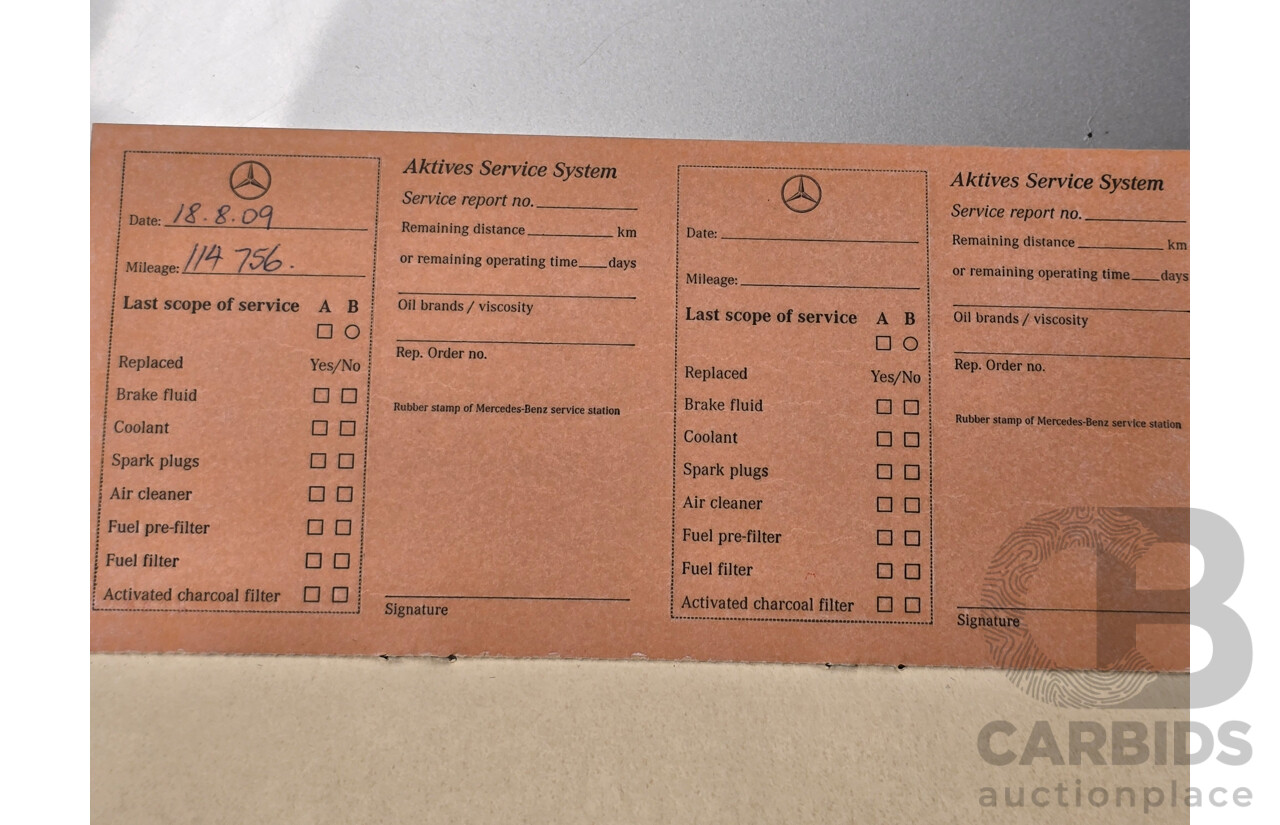 Date: 18.8.09
Mileage: 114 756.
Last scope of service A B
Replaced Yes/No
Brake fluid
Coolant
Spark plugs
Air cleaner
Fuel pre-filter
Fuel filter
Activated charcoal filter
Aktives Service System
Service report no.
Remaining distance km
or remaining operating time days
Oil brands / viscosity
Rep. Order no.
Rubber stamp of Mercedes-Benz service station
Signature
Date:
Mileage:
Last scope of service A B
Replaced Yes/No
Brake fluid
Coolant
Spark plugs
Air cleaner
Fuel pre-filter
Fuel filter
Activated charcoal filter
Aktives Service System
Service report no.
Remaining distance km
or remaining operating time days
Oil brands / viscosity
Rep. Order no.
Rubber stamp of Mercedes-Benz service station
Signature
CB
CARBIDS
auctionplace